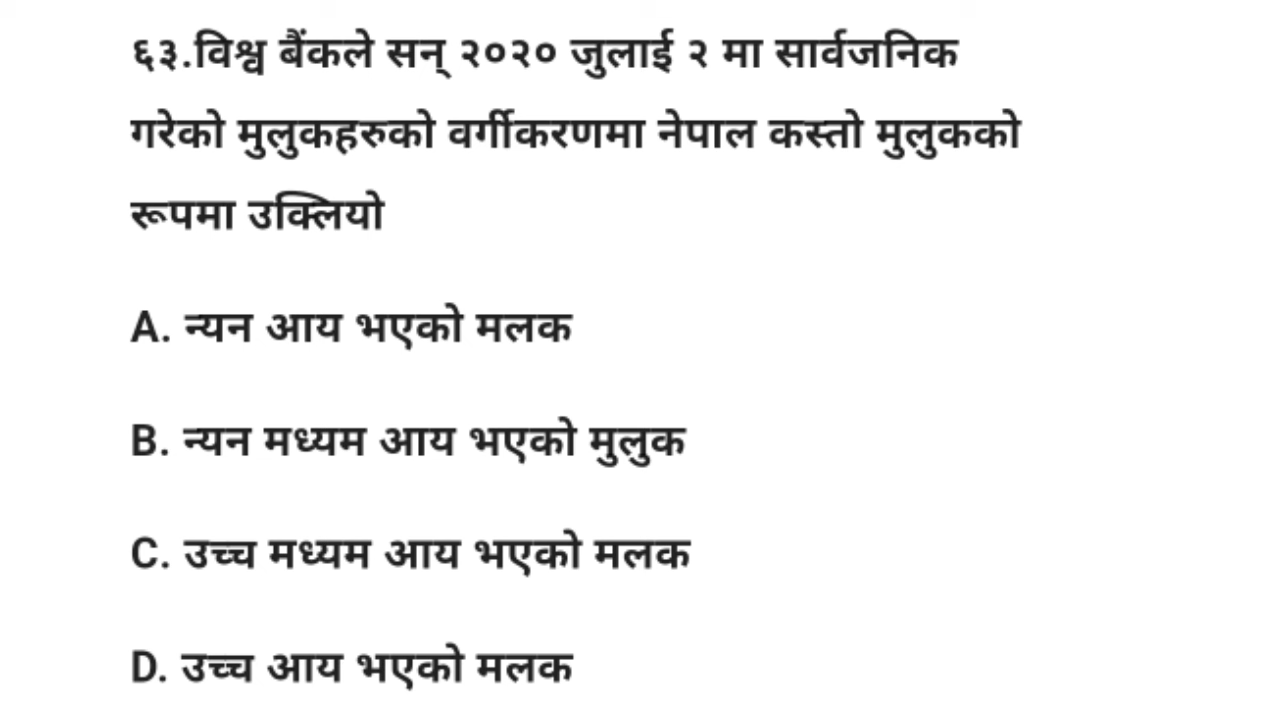 ६३.विश्व बैंकले सन् २०२० जुलाई २ मा सार्वजनिक
गरेको मुलुकहरुको वर्गीकरणमा नेपाल कस्तो मुलुकको
रूपमा उक्लियो
A. न्यन आय भएको मलक
B. न्यन मध्यम आय भएको मुलुक
C. उच्च मध्यम आय भएको मलक
D. उच्च आय भएको मलक